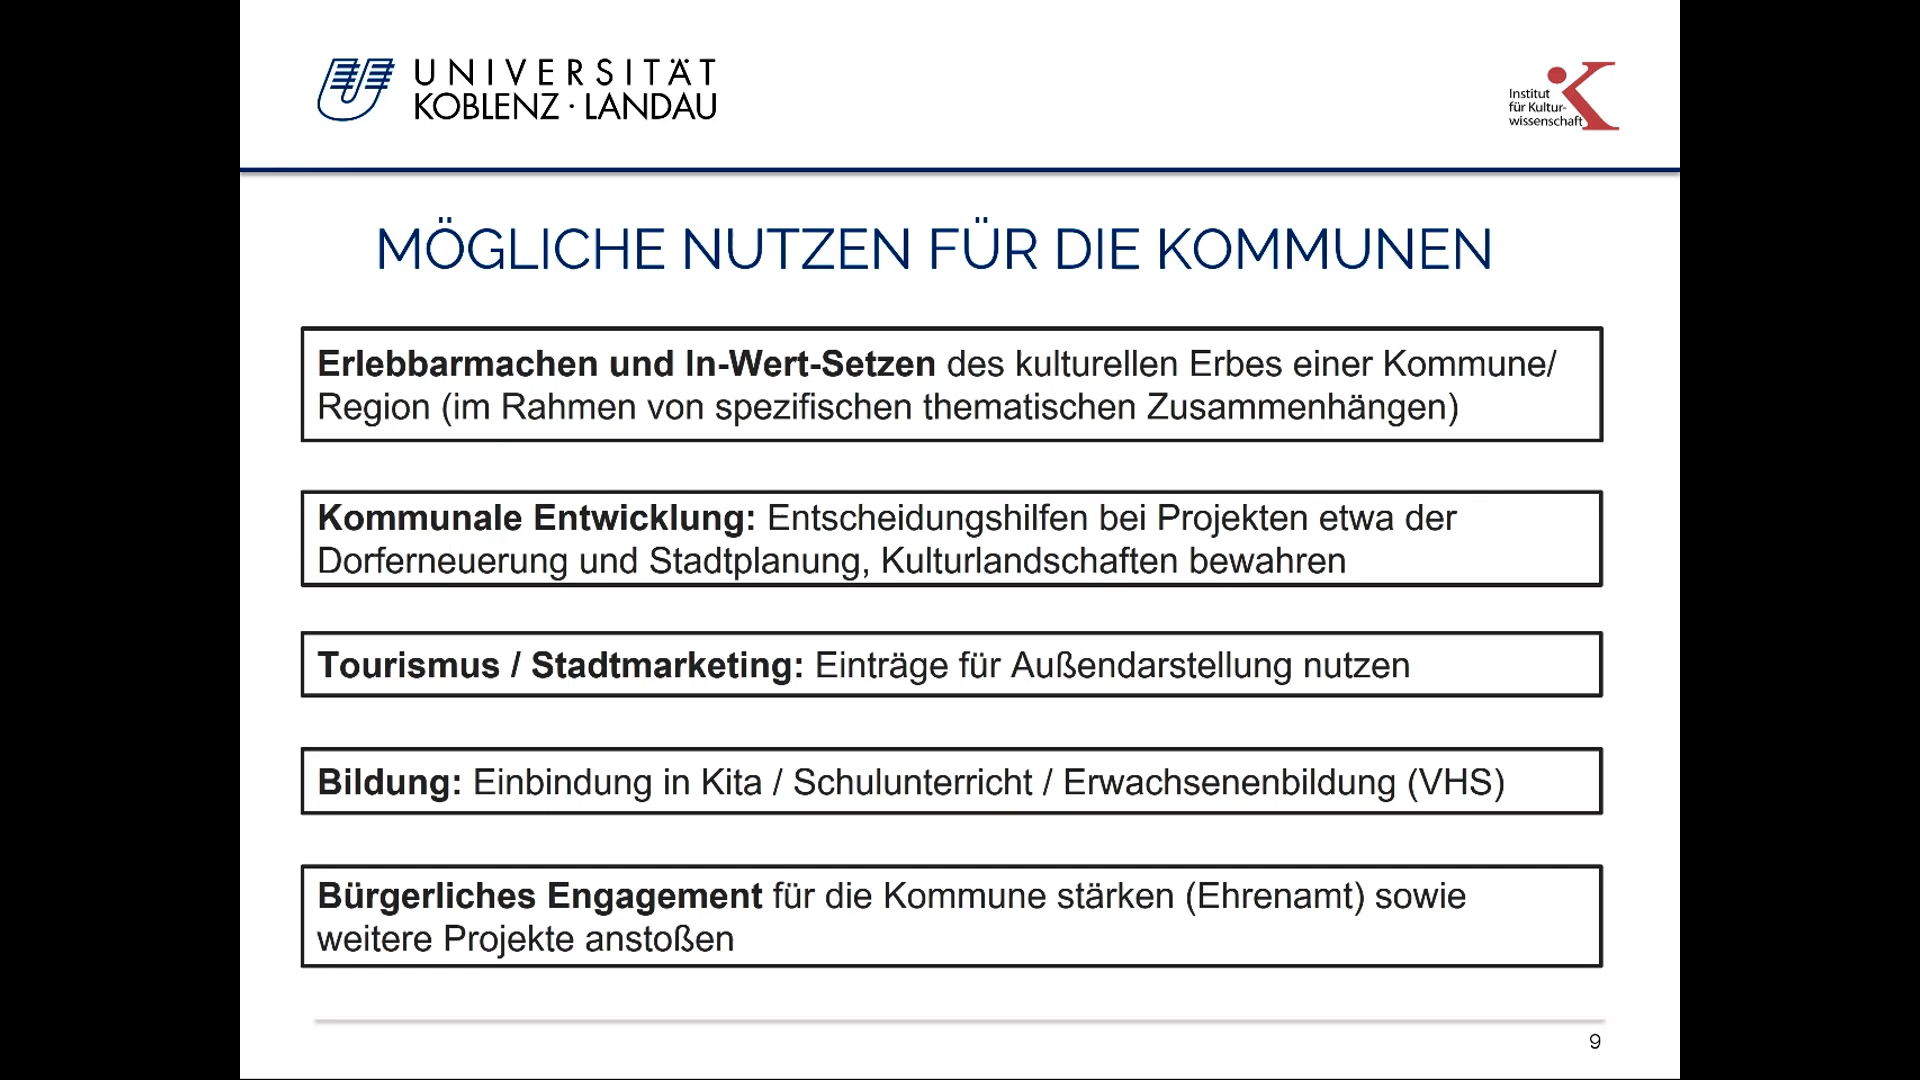 UNIVERSITÄT
KOBLENZ · LANDAU
Institut
für Kultur-
wissenschaft
MÖGLICHE NUTZEN FÜR DIE KOMMUNEN
Erlebbarmachen und In-Wert-Setzen des kulturellen Erbes einer Kommune/
Region (im Rahmen von spezifischen thematischen Zusammenhängen)
Kommunale Entwicklung: Entscheidungshilfen bei Projekten etwa der
Dorferneuerung und Stadtplanung, Kulturlandschaften bewahren
Tourismus / Stadtmarketing: Einträge für Außendarstellung nutzen
Bildung: Einbindung in Kita / Schulunterricht / Erwachsenenbildung (VHS)
Bürgerliches Engagement für die Kommune stärken (Ehrenamt) sowie
weitere Projekte anstoßen
9